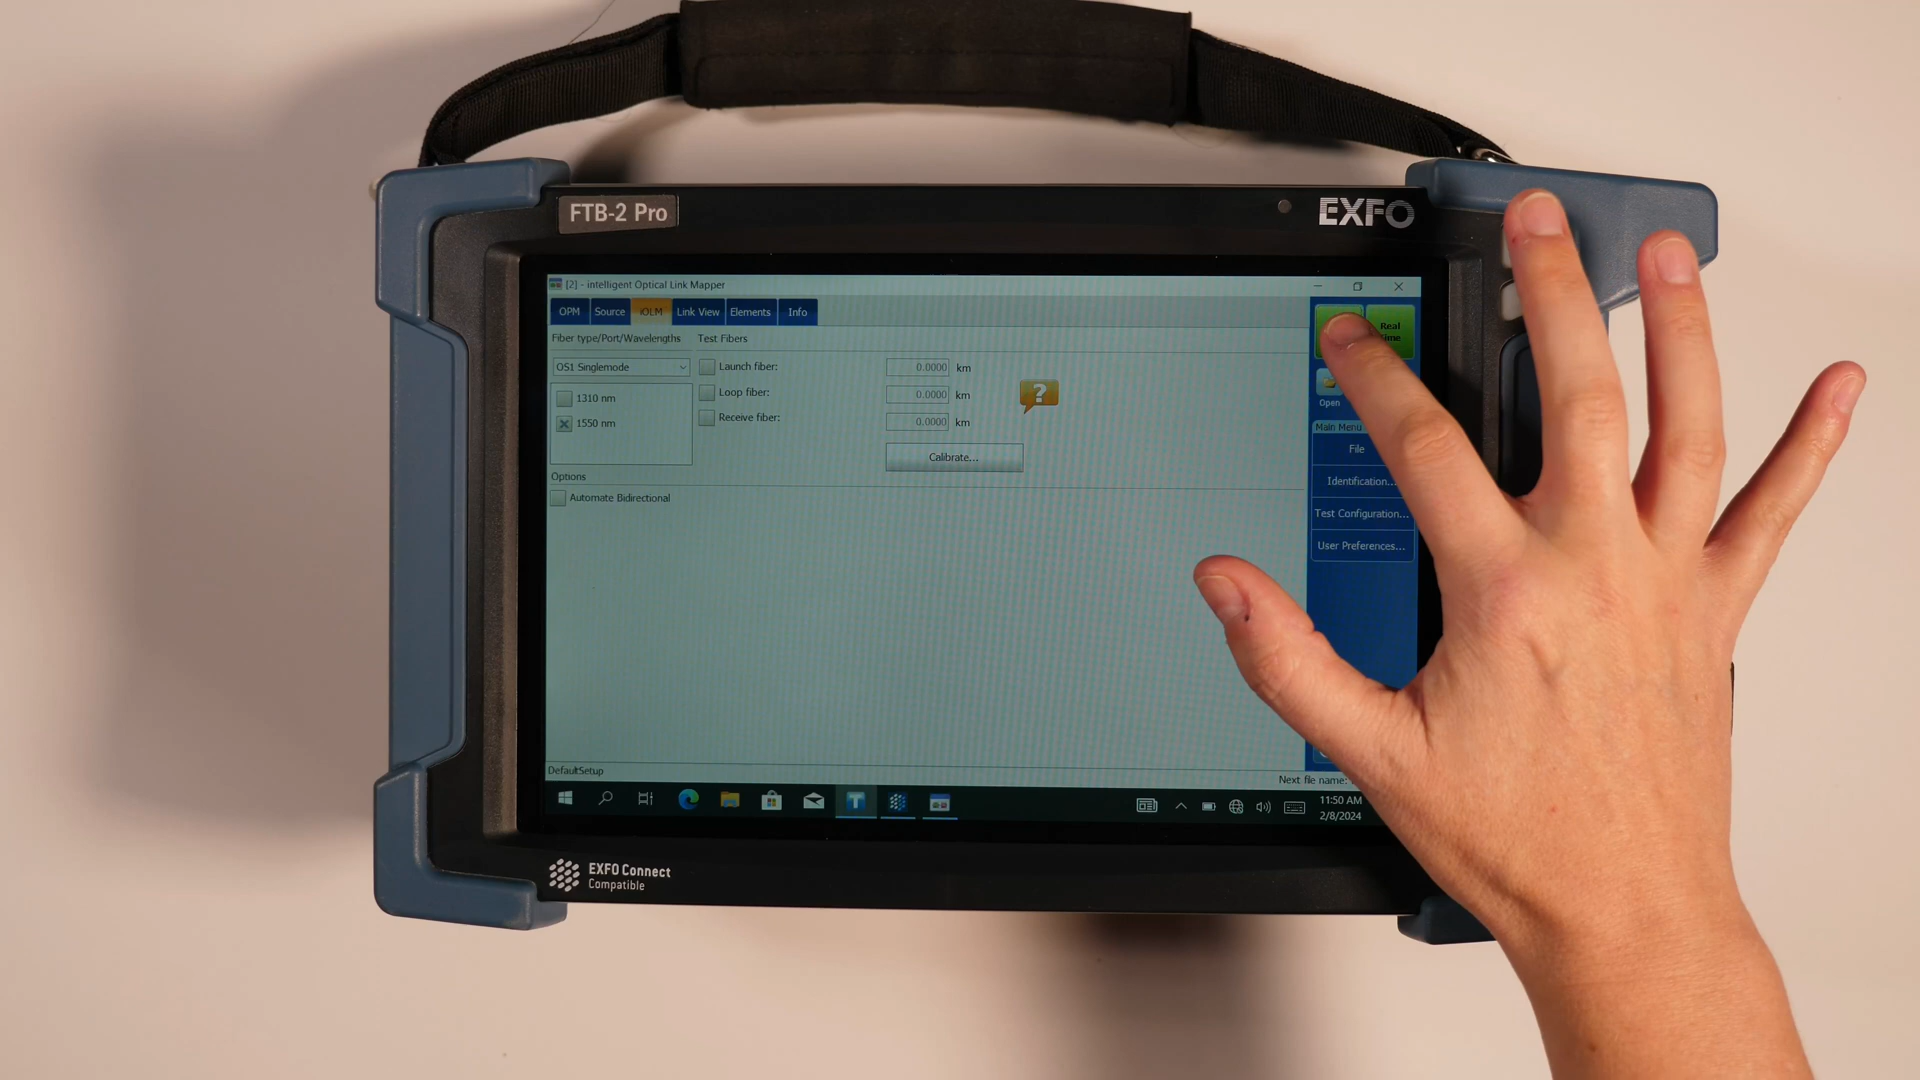 FTB-2 Pro
EXFO
[2] - intelligent Optical Link Mapper
OPM Source iOLM Link View Elements Info
Real
Fiber type/Port/Wavelengths Test Fibers
OS1 Singlemode
Launch fiber: 0.0000 km
1310 nm
Loop fiber: 0.0000 km
1550 nm
Receive fiber: 0.0000 km
?
Calibrate...
Options
Automate Bidirectional
Open
Main Menu
File
Identification...
Test Configuration...
User Preferences...
DefaultSetup
Next file name:
11:50 AM
2/8/2024
EXFO Connect
Compatible